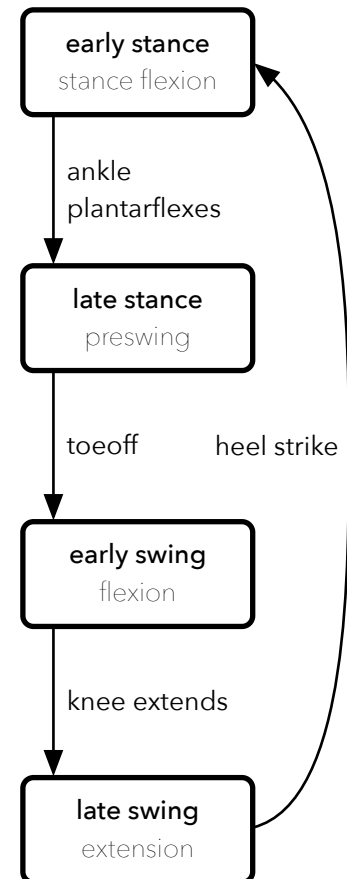 early stance
stance flexion
ankle
plantarflexes
late stance
preswing
toeoff
heel strike
early swing
flexion
knee extends
late swing
extension